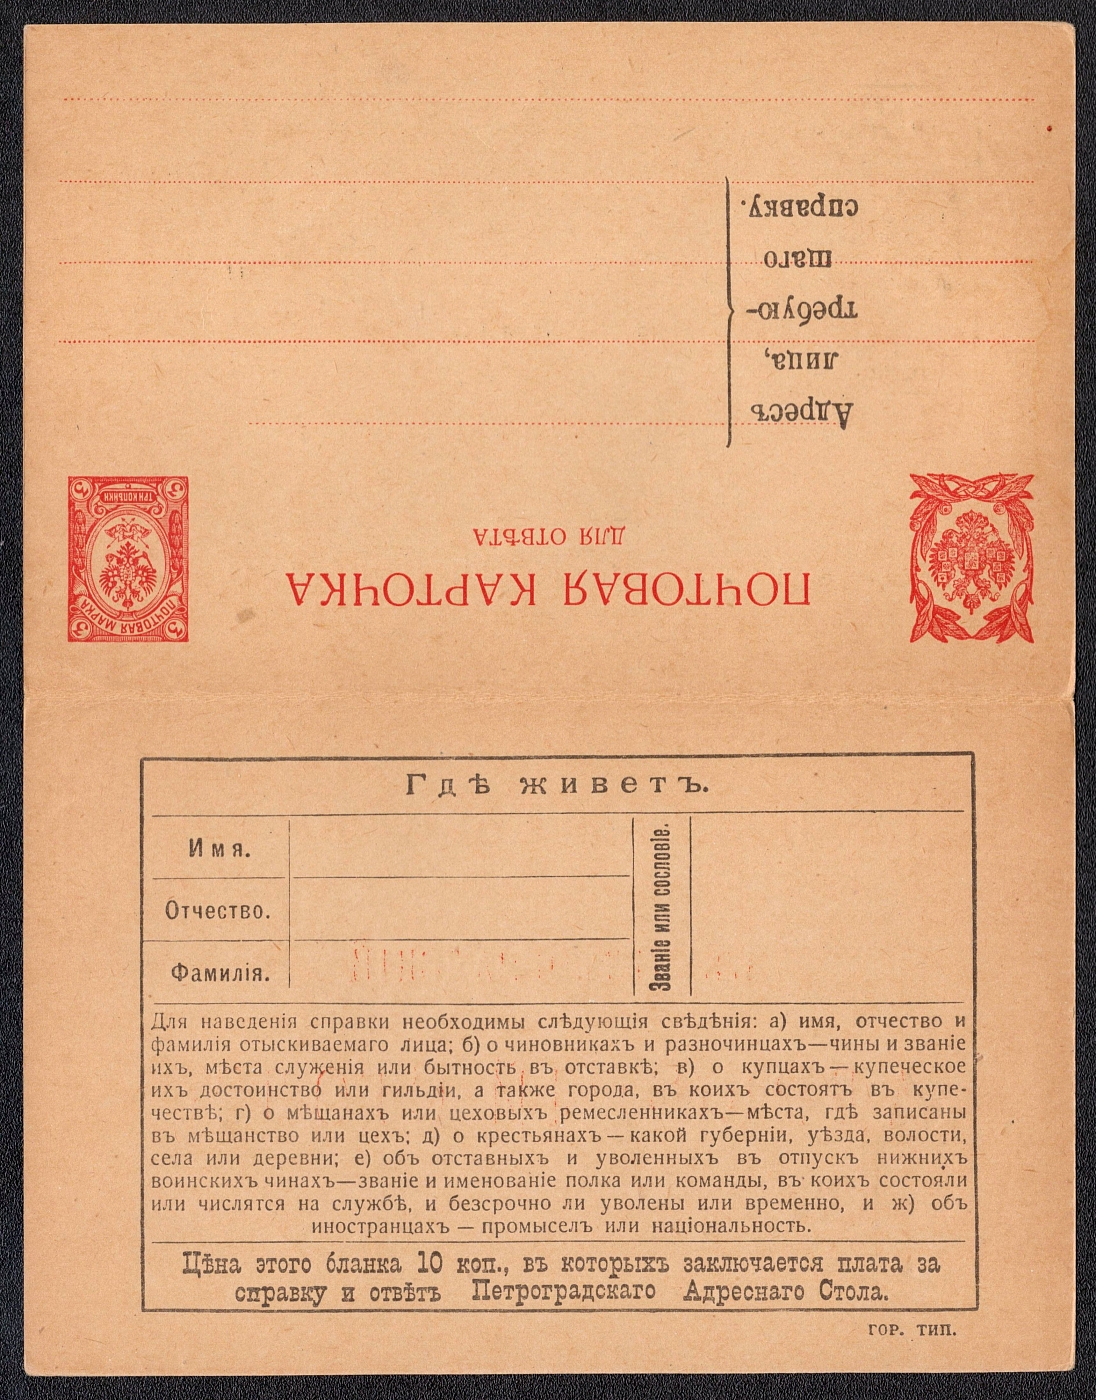 ПОЧТОВАЯ КАРТОЧКА
ДЛЯ ОТВѢТА
3 ПОЧТОВАЯ МАРКА 3
3 ТРИ КОПѢЙКИ 3
Адресъ
лица,
требую-
щаго
справку.
Гдѣ живетъ.
Имя.
Отчество.
Фамилія.
Званіе или сословіе.
Для наведенія справки необходимы слѣдующія свѣдѣнія: а) имя, отчество и
фамилія отыскиваемаго лица; б) о чиновникахъ и разночинцахъ—чины и званіе
ихъ, мѣста служенія или бытность въ отставкѣ; в) о купцахъ—купеческое
ихъ достоинство или гильдіи, а также города, въ коихъ состоятъ въ купе-
чествѣ; г) о мѣщанахъ или цеховыхъ ремесленникахъ—мѣста, гдѣ записаны
въ мѣщанство или цехъ; д) о крестьянахъ—какой губерніи, уѣзда, волости,
села или деревни; е) объ отставныхъ и уволенныхъ въ отпускъ нижнихъ
воинскихъ чинахъ—званіе и именованіе полка или команды, въ коихъ состояли
или числятся на службѣ, и безсрочно ли уволены или временно, и ж) объ
иностранцахъ — промыселъ или національность.
Цѣна этого бланка 10 коп., въ которыхъ заключается плата за
справку и отвѣтъ Петроградскаго Адреснаго Стола.
ГОР. ТИП.